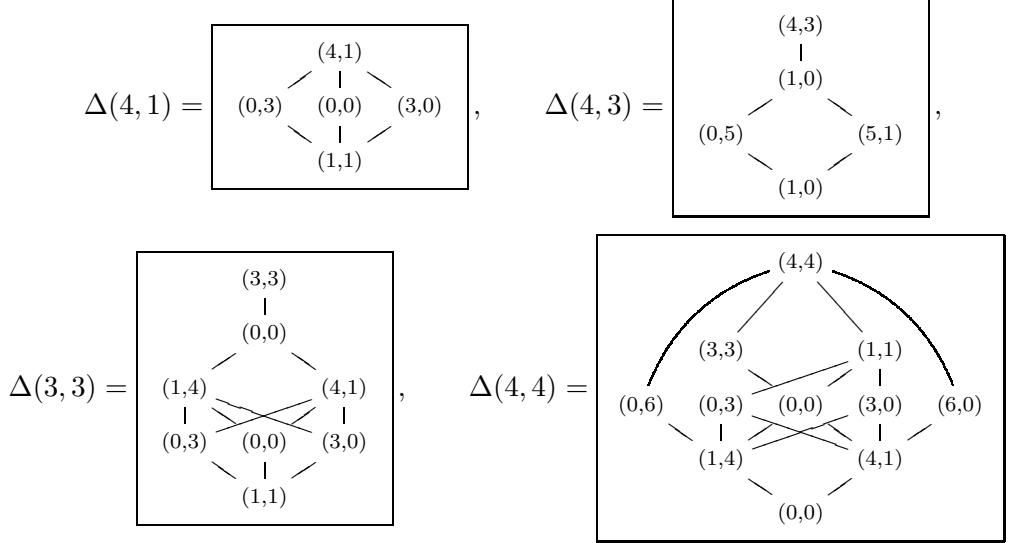 (4,1)
Δ(4,1) = (0,3) (0,0) (3,0) ,
(1,1)
(4,3)
(1,0)
Δ(4,3) = ,
(0,5) (5,1)
(1,0)
(3,3)
(0,0)
Δ(3,3) = (1,4) (4,1) ,
(0,3) (0,0) (3,0)
(1,1)
(4,4)
(3,3) (1,1)
Δ(4,4) =
(0,6) (0,3) (0,0) (3,0) (6,0)
(1,4) (4,1)
(0,0)